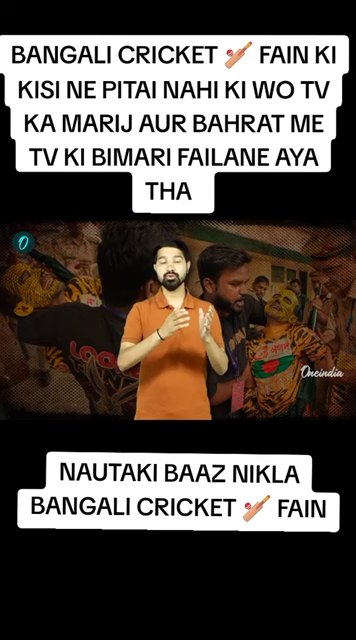 BANGALI CRICKET 🏏 FAIN KI
KISI NE PITAI NAHI KI WO TV
KA MARIJ AUR BAHRAT ME
TV KI BIMARI FAILANE AYA
THA
O
LOO
Oneindia
NAUTAKI BAAZ NIKLA
BANGALI CRICKET 🏏 FAIN